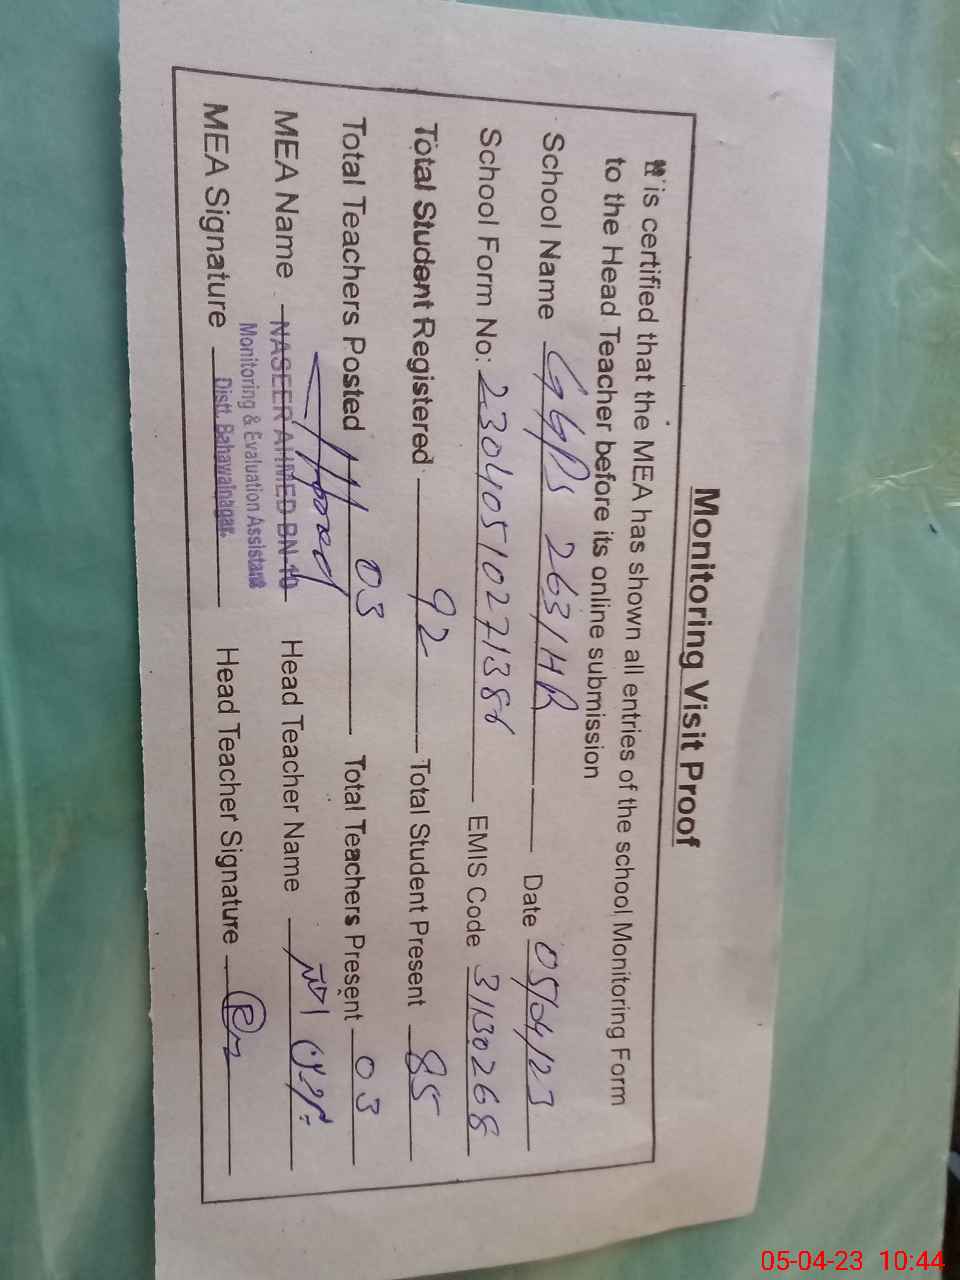 Monitoring Visit Proof
It is certified that the MEA has shown all entries of the school Monitoring Form
to the Head Teacher before its online submission
School Name GGPS 263/HR Date 05/04/23
School Form No: 2304051027138 EMIS Code 31130268
Total Student Registered 92 Total Student Present 85
Total Teachers Posted 03 Total Teachers Present 03
MEA Name NASEER AHMED BN-10 Head Teacher Name
Monitoring & Evaluation Assistant
MEA Signature Distt. Bahawalnagar. Head Teacher Signature
05-04-23 10:44